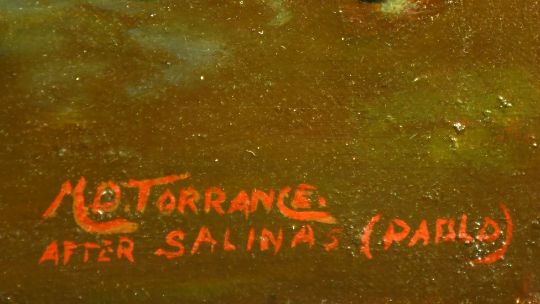 M.D. TORRANCE.
AFTER SALINAS (PABLO)